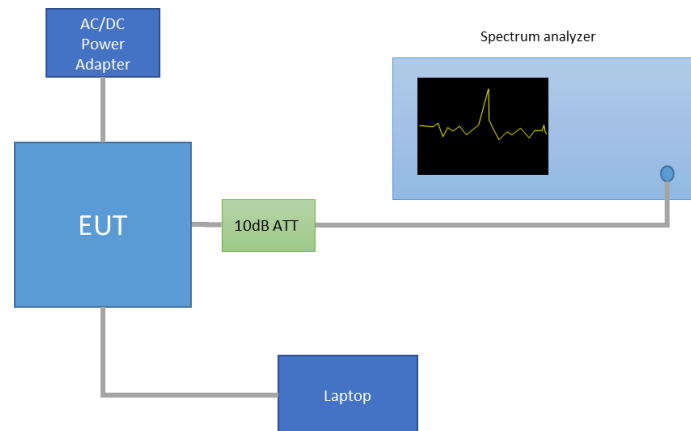 AC/DC
Power
Adapter
Spectrum analyzer
EUT
10dB ATT
Laptop